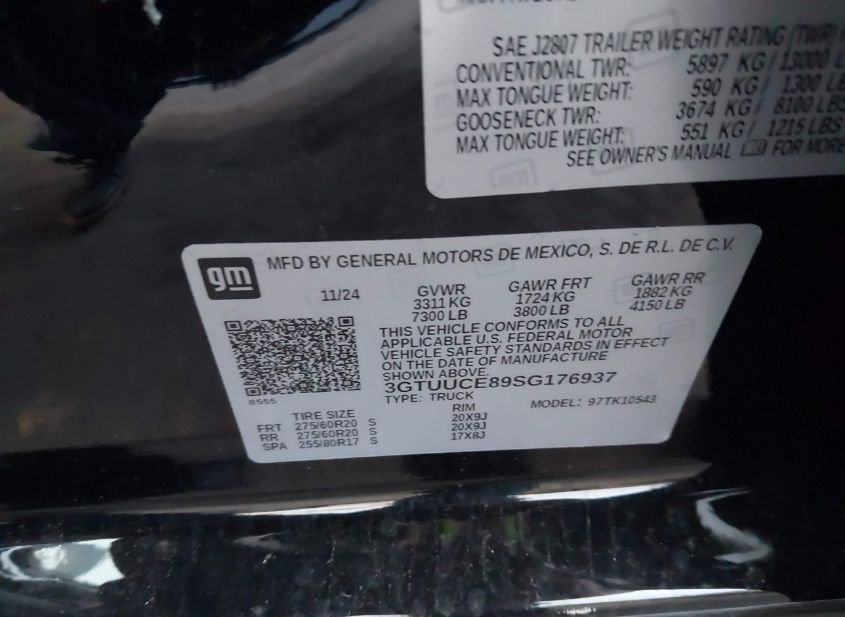 SAE J2807 TRAILER WEIGHT RATING (TWR)
CONVENTIONAL TWR: 5897 KG / 13000
MAX TONGUE WEIGHT: 590 KG / 1300 LB
GOOSENECK TWR: 3674 KG / 8100 LBS
MAX TONGUE WEIGHT: 551 KG / 1215 LBS
SEE OWNER'S MANUAL FOR MORE
gm
MFD BY GENERAL MOTORS DE MEXICO, S. DE R.L. DE C.V.
11/24 GVWR GAWR FRT GAWR RR
3311 KG 1724 KG 1882 KG
7300 LB 3800 LB 4150 LB
THIS VEHICLE CONFORMS TO ALL
APPLICABLE U.S. FEDERAL MOTOR
VEHICLE SAFETY STANDARDS IN EFFECT
ON THE DATE OF MANUFACTURE
SHOWN ABOVE.
3GTUUCE89SG176937
8555
TYPE: TRUCK MODEL: 97TK10543
TIRE SIZE RIM
FRT 275/60R20 S 20X9J
RR 275/60R20 S 20X9J
SPA 255/80R17 S 17X8J